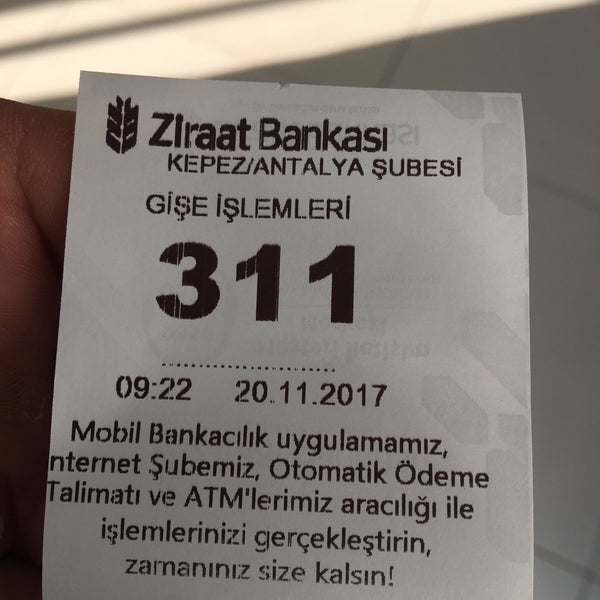 Ziraat Bankası
KEPEZ/ANTALYA ŞUBESİ
GİŞE İŞLEMLERİ
311
09:22 20.11.2017
Mobil Bankacılık uygulamamız,
nternet Şubemiz, Otomatik Ödeme
Talimatı ve ATM'lerimiz aracılığı ile
işlemlerinizi gerçekleştirin,
zamanınız size kalsın!